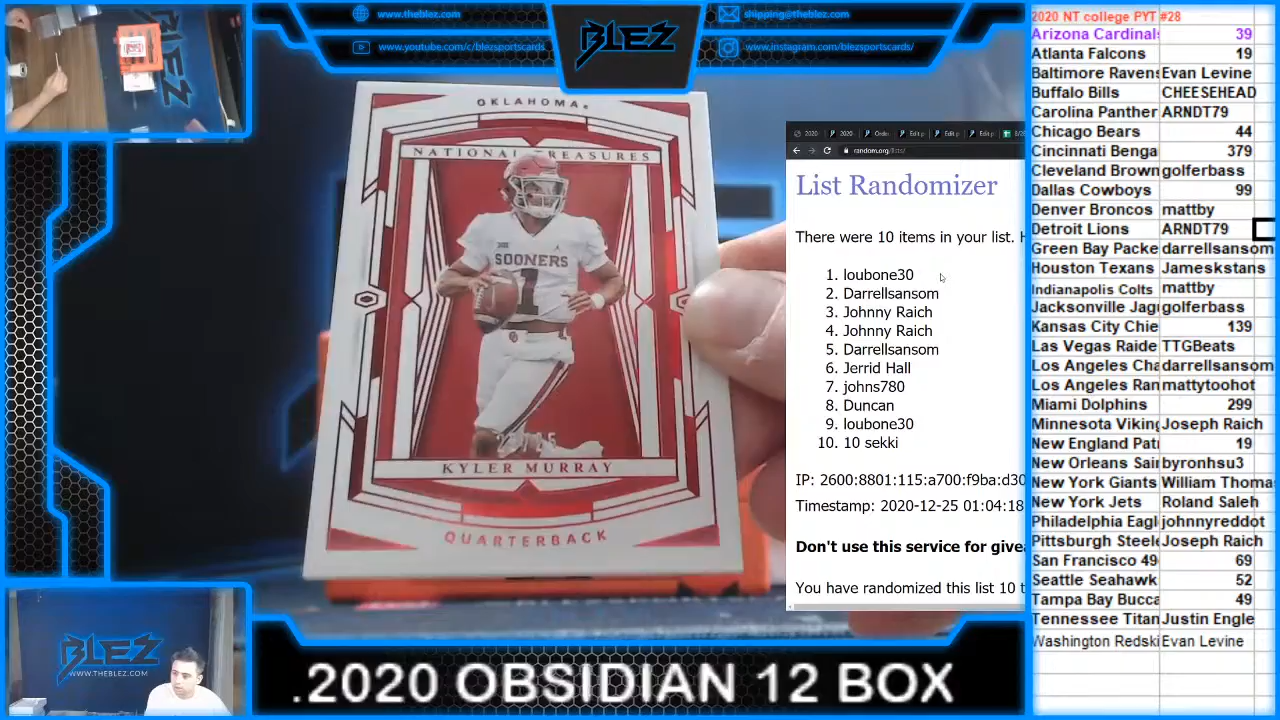 www.theblez.com
shipping@theblez.com
www.youtube.com/c/blezsportscards
www.instagram.com/blezsportscards/
BLEZ
OKLAHOMA
NATIONAL TREASURES
SOONERS
1
KYLER MURRAY
QUARTERBACK
random.org/lists/
List Randomizer
There were 10 items in your list. H
1. loubone30
2. Darrellsansom
3. Johnny Raich
4. Johnny Raich
5. Darrellsansom
6. Jerrid Hall
7. johns780
8. Duncan
9. loubone30
10. 10 sekki
IP: 2600:8801:115:a700:f9ba:d30
Timestamp: 2020-12-25 01:04:18
Don't use this service for givea
You have randomized this list 10 t
2020 NT college PYT #28
Arizona Cardinals 39
Atlanta Falcons 19
Baltimore Ravens Evan Levine
Buffalo Bills CHEESEHEAD
Carolina Panther ARNDT79
Chicago Bears 44
Cincinnati Benga 379
Cleveland Brown golferbass
Dallas Cowboys 99
Denver Broncos mattby
Detroit Lions ARNDT79
Green Bay Packe darrellsansom
Houston Texans Jameskstans
Indianapolis Colts mattby
Jacksonville Jagu golferbass
Kansas City Chie 139
Las Vegas Raide TTGBeats
Los Angeles Cha darrellsansom
Los Angeles Ran mattytoohot
Miami Dolphins 299
Minnesota Viking Joseph Raich
New England Patr 19
New Orleans Sain byronhsu3
New York Giants William Thoma
New York Jets Roland Saleh
Philadelphia Eagl johnnyreddot
Pittsburgh Steele Joseph Raich
San Francisco 49 69
Seattle Seahawk 52
Tampa Bay Bucca 49
Tennessee Titan Justin Engle
Washington Redski Evan Levine
BLEZ
WWW.THEBLEZ.COM
.2020 OBSIDIAN 12 BOX